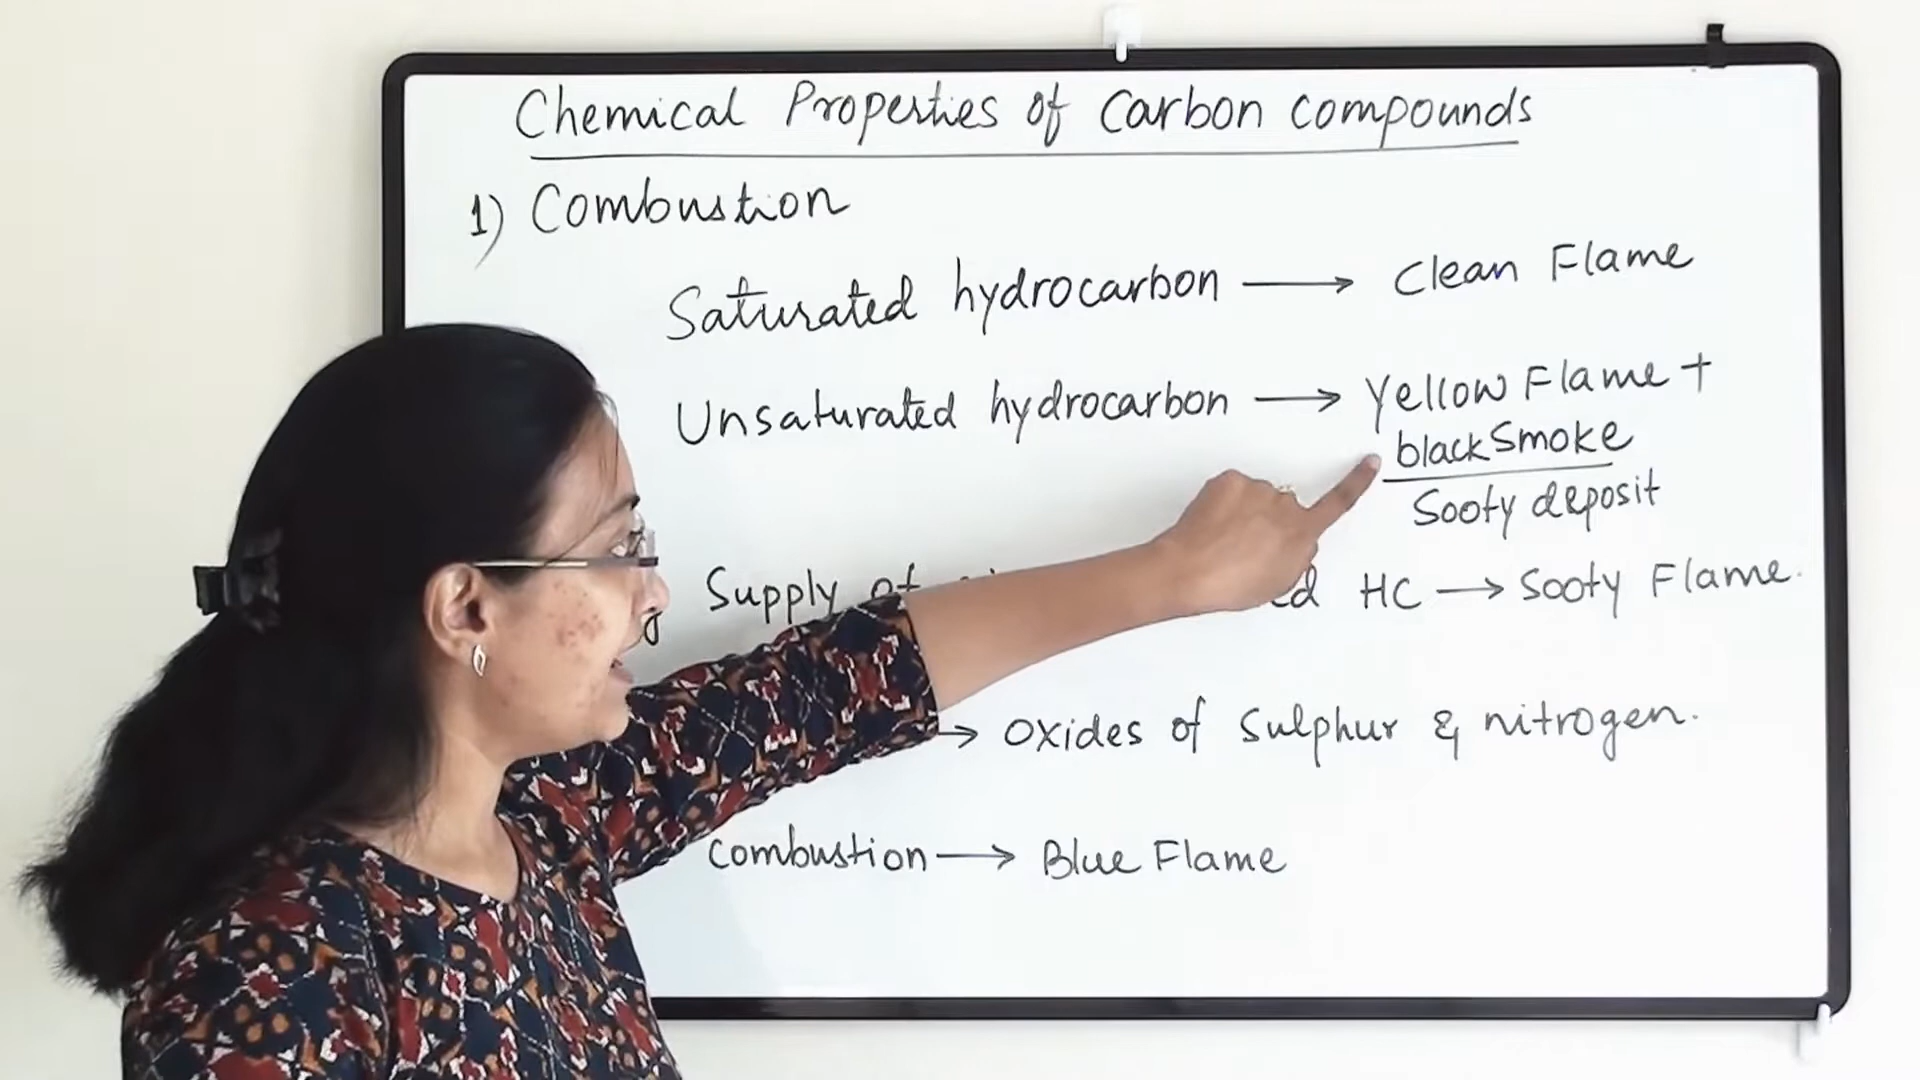 Chemical Properties of Carbon compounds
1) Combustion
Saturated hydrocarbon → Clean Flame
Unsaturated hydrocarbon → Yellow Flame +
black Smoke
Sooty deposit
Supply of HC → Sooty Flame.
→ Oxides of Sulphur & nitrogen.
Combustion → Blue Flame